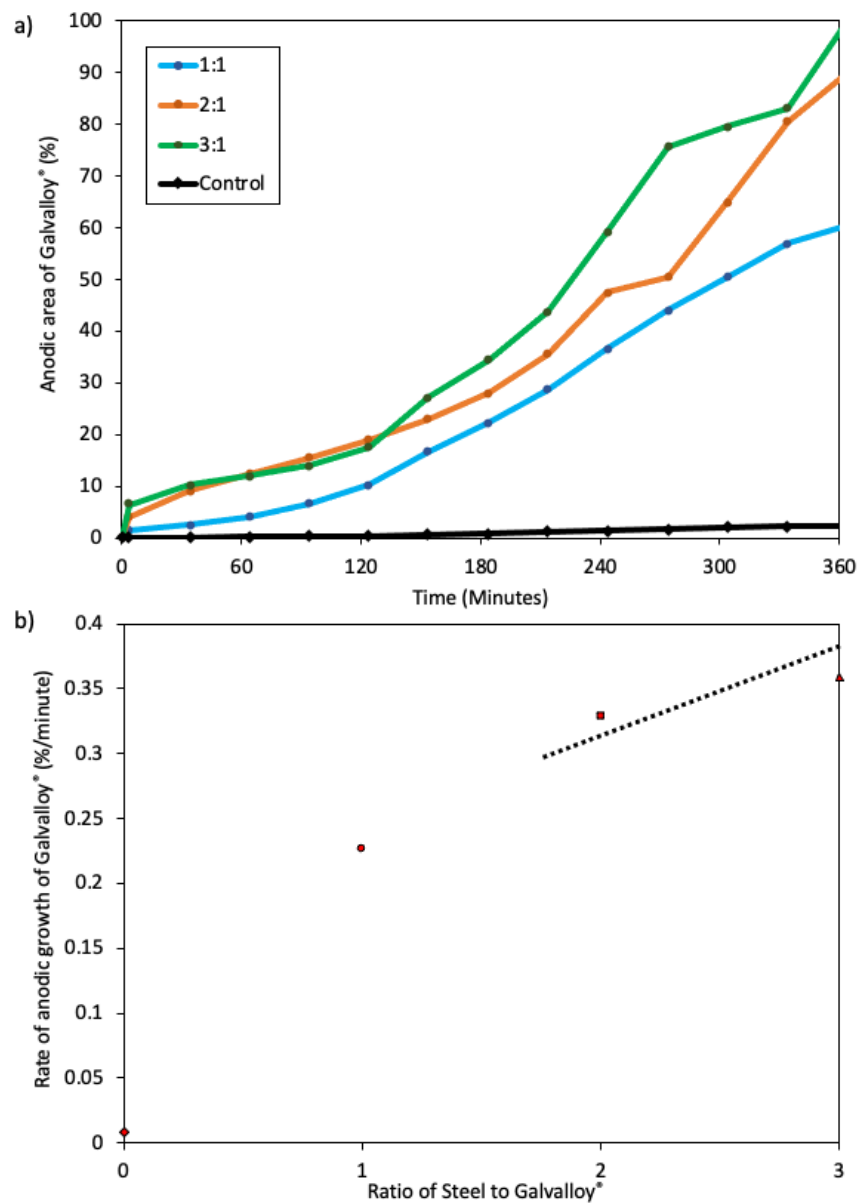 a)
100
90
80
70
60
50
40
30
20
10
0
Anodic area of Galvalloy® (%)
1:1
2:1
3:1
Control
0 60 120 180 240 300 360
Time (Minutes)
b)
0.4
0.35
0.3
0.25
0.2
0.15
0.1
0.05
0
Rate of anodic growth of Galvalloy® (%/minute)
0 1 2 3
Ratio of Steel to Galvalloy®